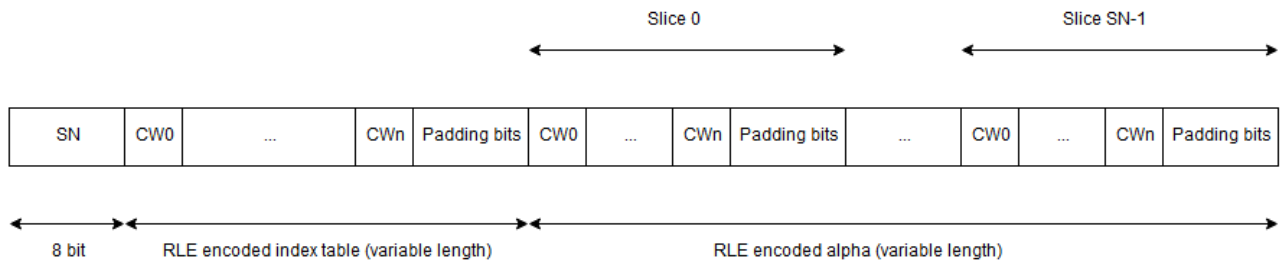 Slice 0 Slice SN-1
SN CW0 ... CWn Padding bits CW0 ... CWn Padding bits ... CW0 ... CWn Padding bits
8 bit RLE encoded index table (variable length) RLE encoded alpha (variable length)